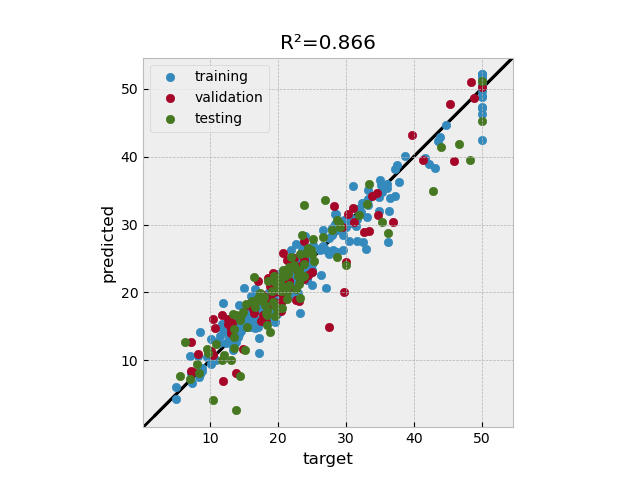 R²=0.866
training
validation
testing
predicted
50
40
30
20
10
10 20 30 40 50
target